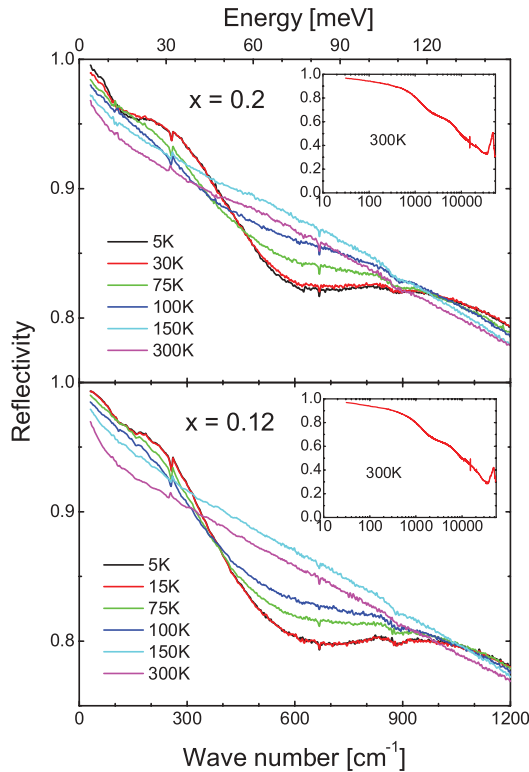 Energy [meV]
0 20 40 60 80 100 120
1.0
0.9
0.8
x = 0.2
1.0
0.8
0.6
0.4
0.2
0.0
300K
10 100 1000 10000
5K
30K
75K
100K
150K
300K
Reflectivity
1.0
0.9
0.8
x = 0.12
1.0
0.8
0.6
0.4
0.2
0.0
300K
10 100 1000 10000
5K
15K
75K
100K
150K
300K
0 300 600 900 1200
Wave number [cm⁻¹]